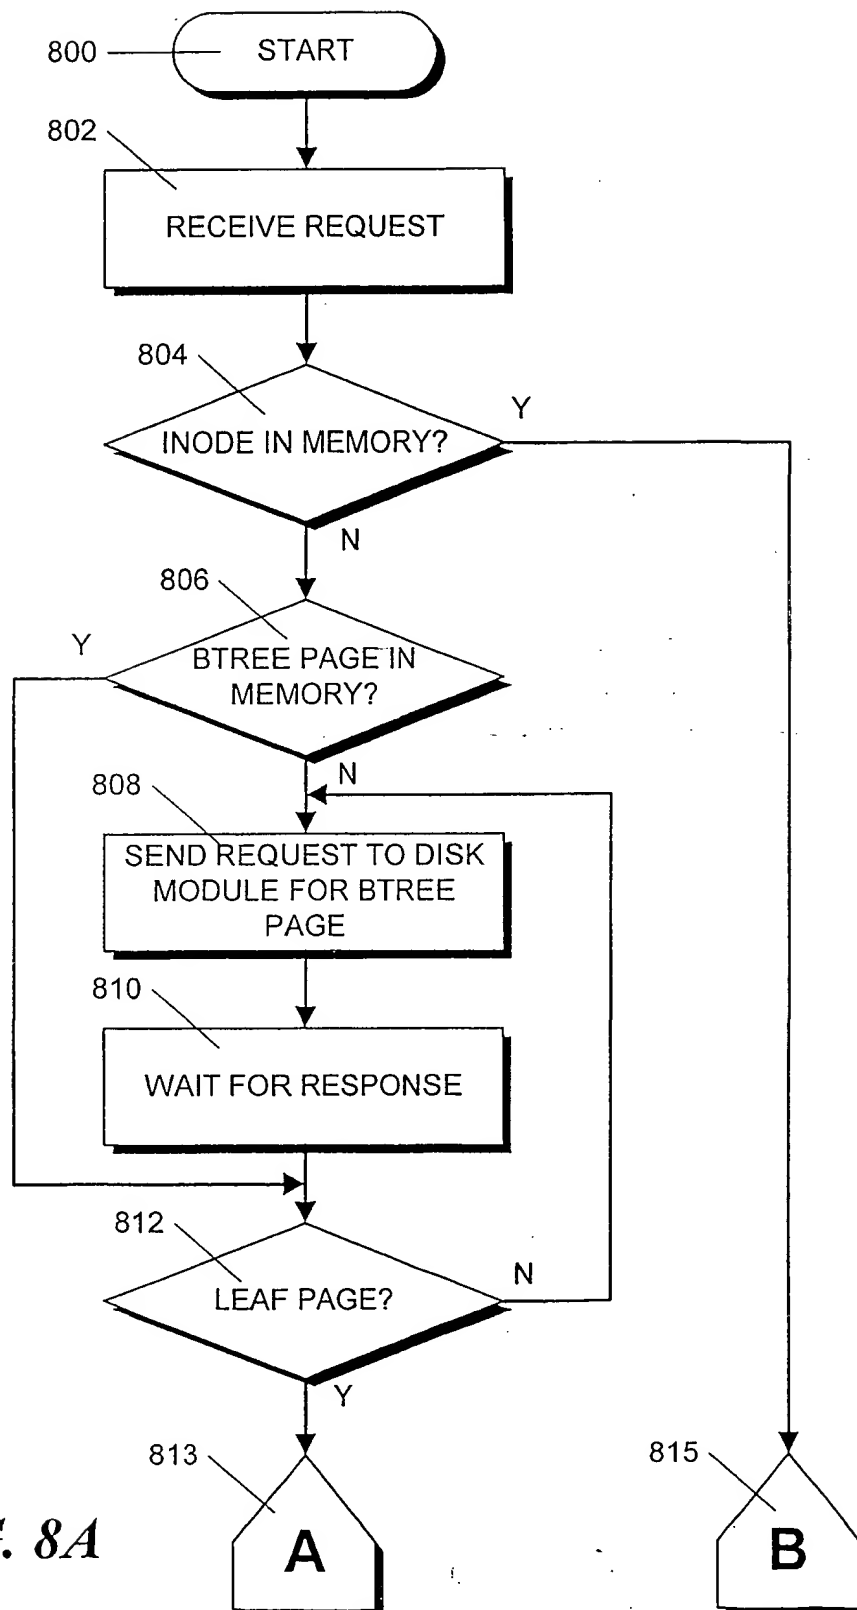 800
START
802
RECEIVE REQUEST
804
INODE IN MEMORY?
Y
N
806
Y
BTREE PAGE IN
MEMORY?
N
808
SEND REQUEST TO DISK
MODULE FOR BTREE
PAGE
810
WAIT FOR RESPONSE
812
LEAF PAGE?
N
Y
813
815
A
B
8A